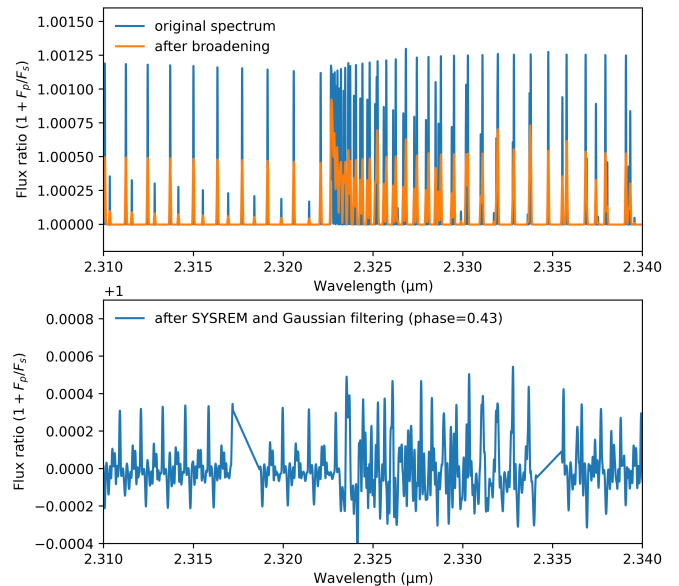 1.00150
1.00125
1.00100
1.00075
1.00050
1.00025
1.00000
Flux ratio (1 + Fp/Fs)
original spectrum
after broadening
2.310 2.315 2.320 2.325 2.330 2.335 2.340
Wavelength (μm)
+1
0.0008
0.0006
0.0004
0.0002
0.0000
−0.0002
−0.0004
Flux ratio (1 + Fp/Fs)
after SYSREM and Gaussian filtering (phase=0.43)
2.310 2.315 2.320 2.325 2.330 2.335 2.340
Wavelength (μm)